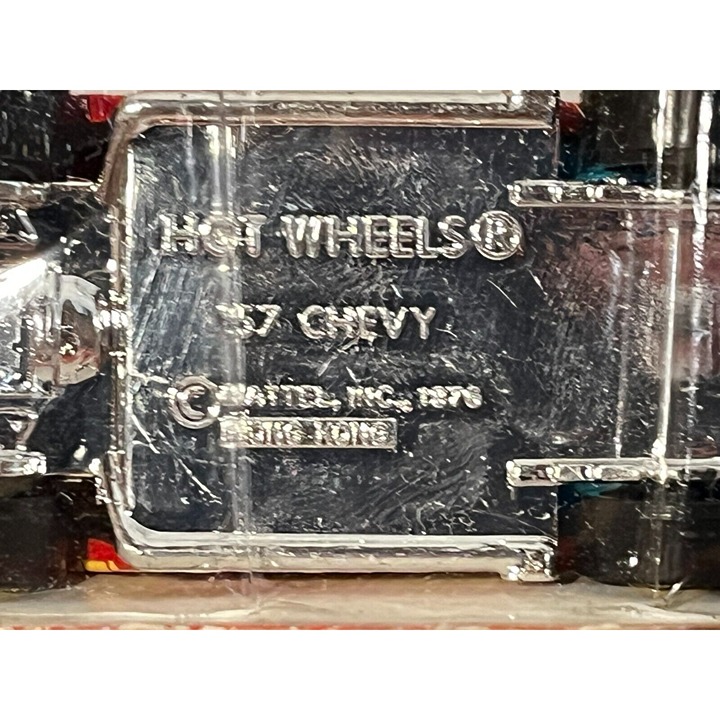 HOT WHEELS®
'57 CHEVY
© MATTEL, INC., 1976
HONG KONG